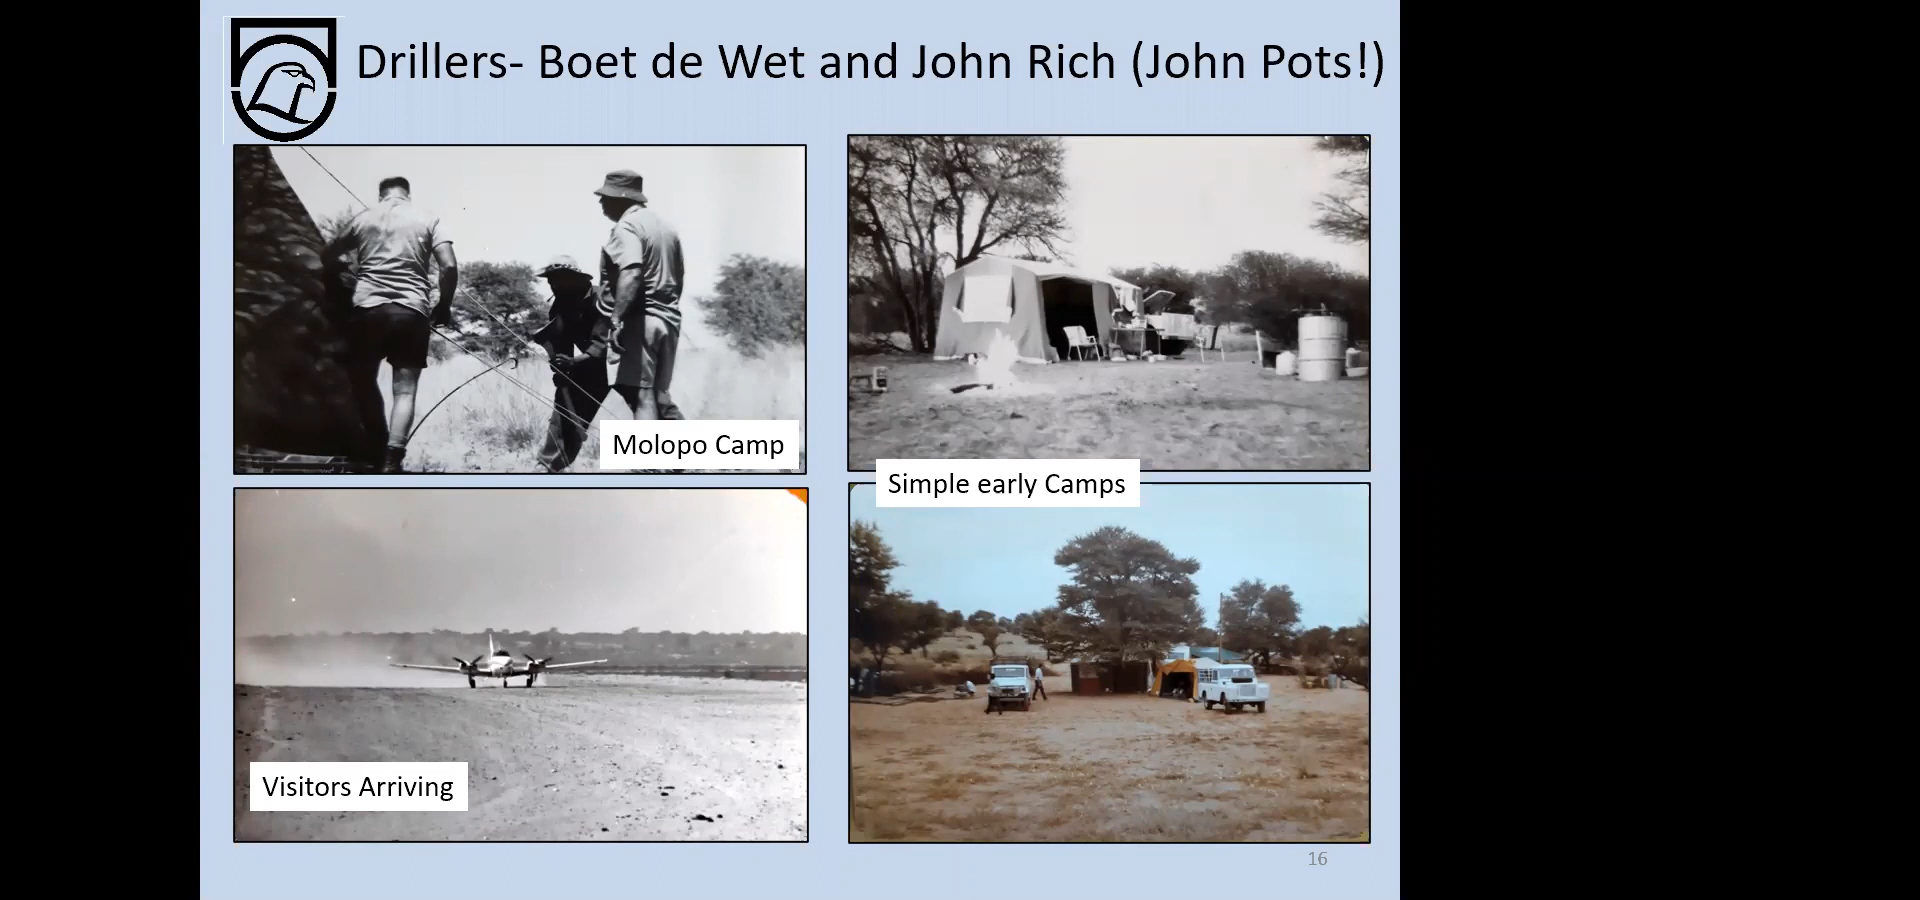 Drillers- Boet de Wet and John Rich (John Pots!)
Molopo Camp
Simple early Camps
Visitors Arriving
16